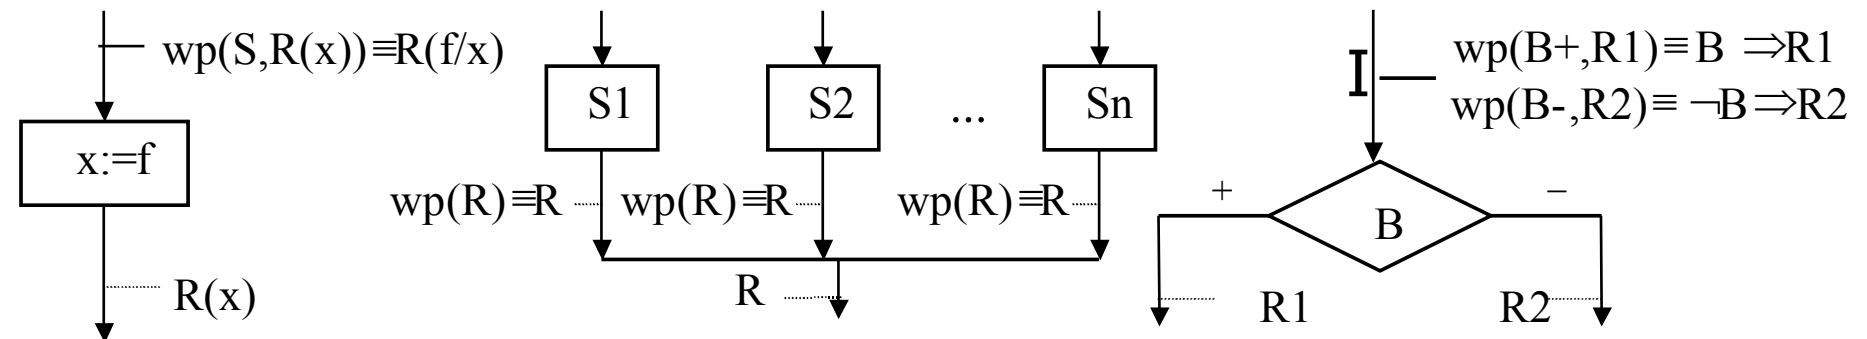 wp(S,R(x))≡R(f/x)
x:=f
R(x)
S1
S2
...
Sn
wp(R)≡R
wp(R)≡R
wp(R)≡R
R
I
wp(B+,R1)≡B ⇒R1
wp(B-,R2)≡ ¬B⇒R2
+
−
B
R1
R2